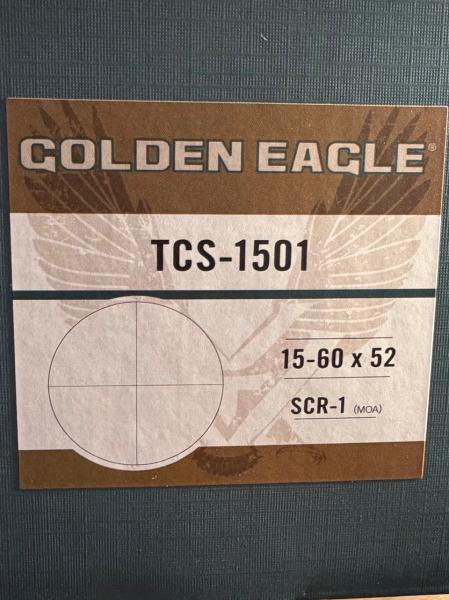 GOLDEN EAGLE®
TCS-1501
15-60 x 52
SCR-1 (MOA)